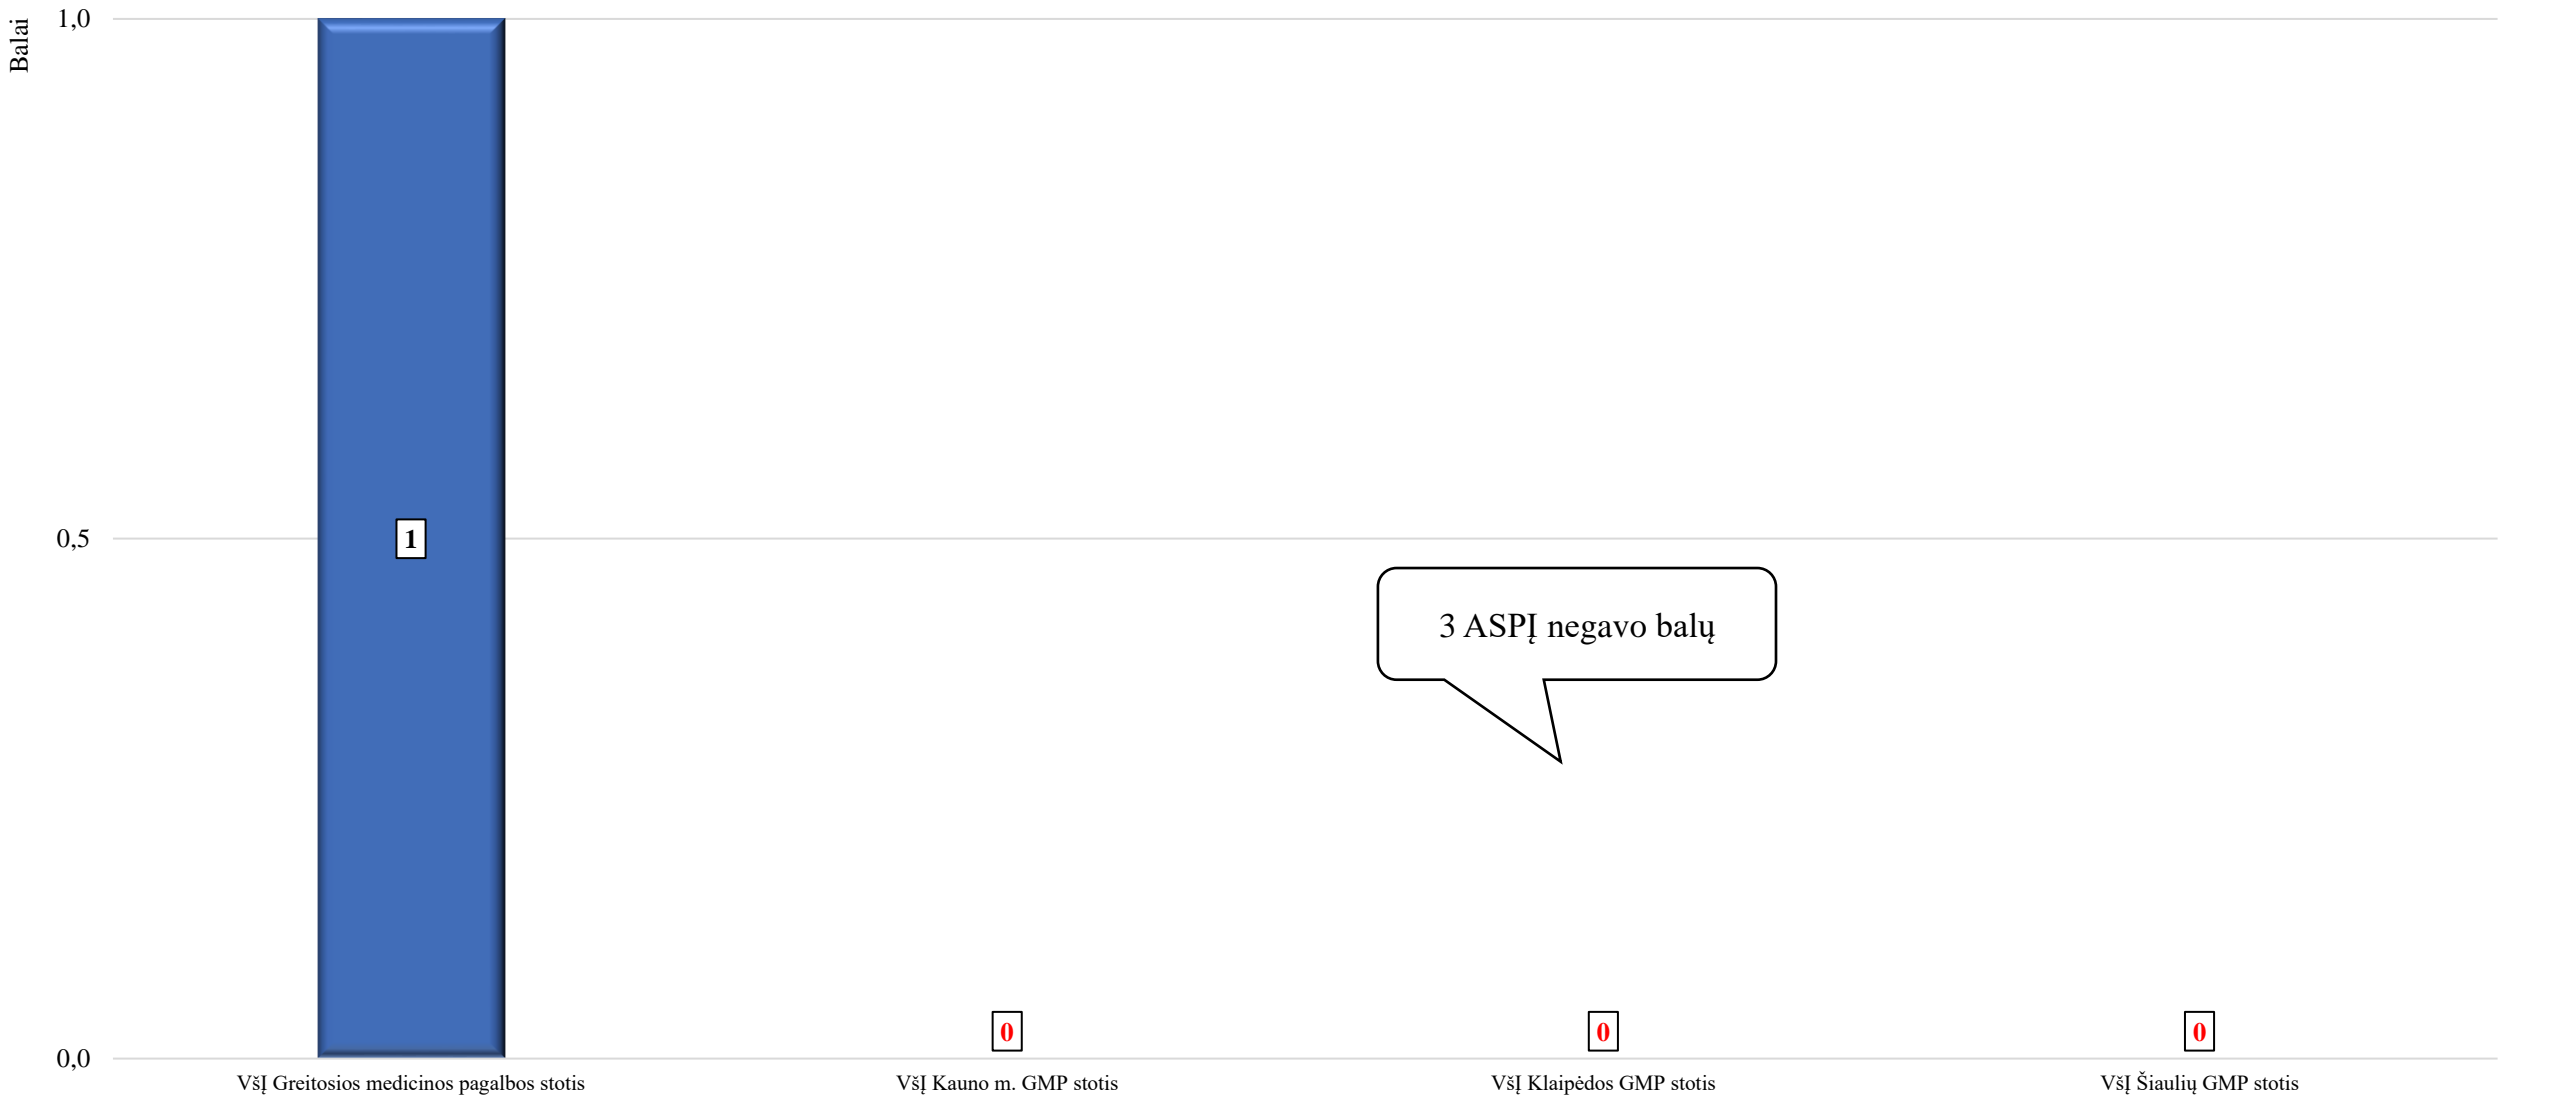 Balai
1,0
0,5
0,0
1
3 ASPĮ negavo balų
0
0
0
VšĮ Greitosios medicinos pagalbos stotis
VšĮ Kauno m. GMP stotis
VšĮ Klaipėdos GMP stotis
VšĮ Šiaulių GMP stotis